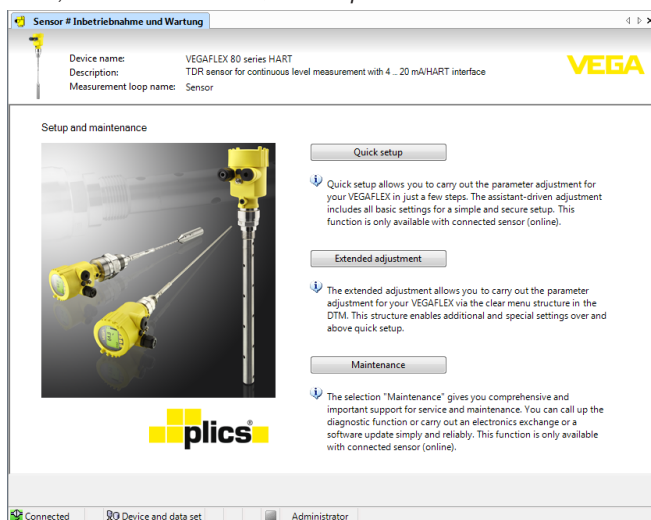 Sensor # Inbetriebnahme und Wartung
Device name: VEGAFLEX 80 series HART
Description: TDR sensor for continuous level measurement with 4 .. 20 mA/HART interface
Measurement loop name: Sensor
VEGA
Setup and maintenance
Quick setup
Quick setup allows you to carry out the parameter adjustment for
your VEGAFLEX in just a few steps. The assistant-driven adjustment
includes all basic settings for a simple and secure setup. This
function is only available with connected sensor (online).
Extended adjustment
The extended adjustment allows you to carry out the parameter
adjustment for your VEGAFLEX via the clear menu structure in the
DTM. This structure enables additional and special settings over and
above quick setup.
Maintenance
The selection "Maintenance" gives you comprehensive and
important support for service and maintenance. You can call up the
diagnostic function or carry out an electronics exchange or a
software update simply and reliably. This function is only available
with connected sensor (online).
plics®
Connected Device and data set Administrator